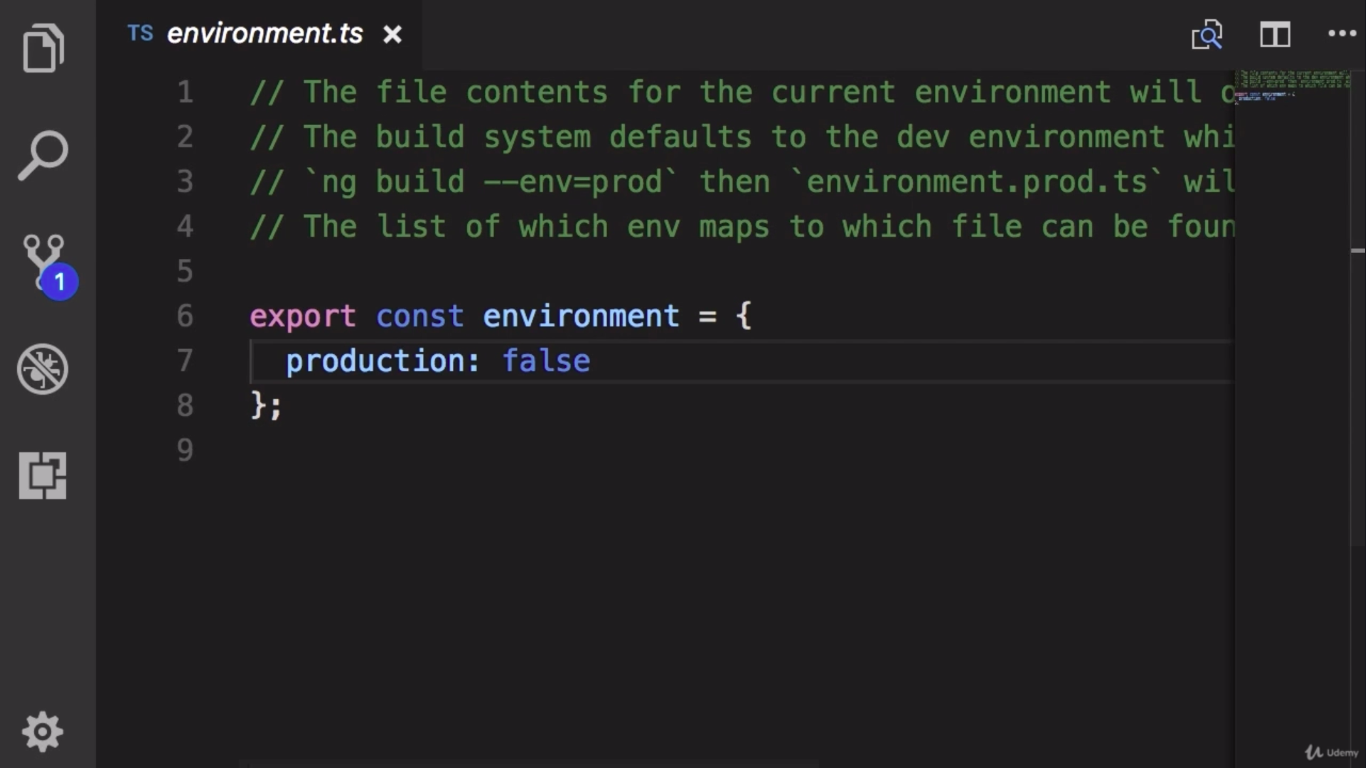 TS environment.ts
1 // The file contents for the current environment will
2 // The build system defaults to the dev environment whi
3 // `ng build --env=prod` then `environment.prod.ts` wil
4 // The list of which env maps to which file can be foun
5
6 export const environment = {
7 production: false
8 };
9
1
Udemy